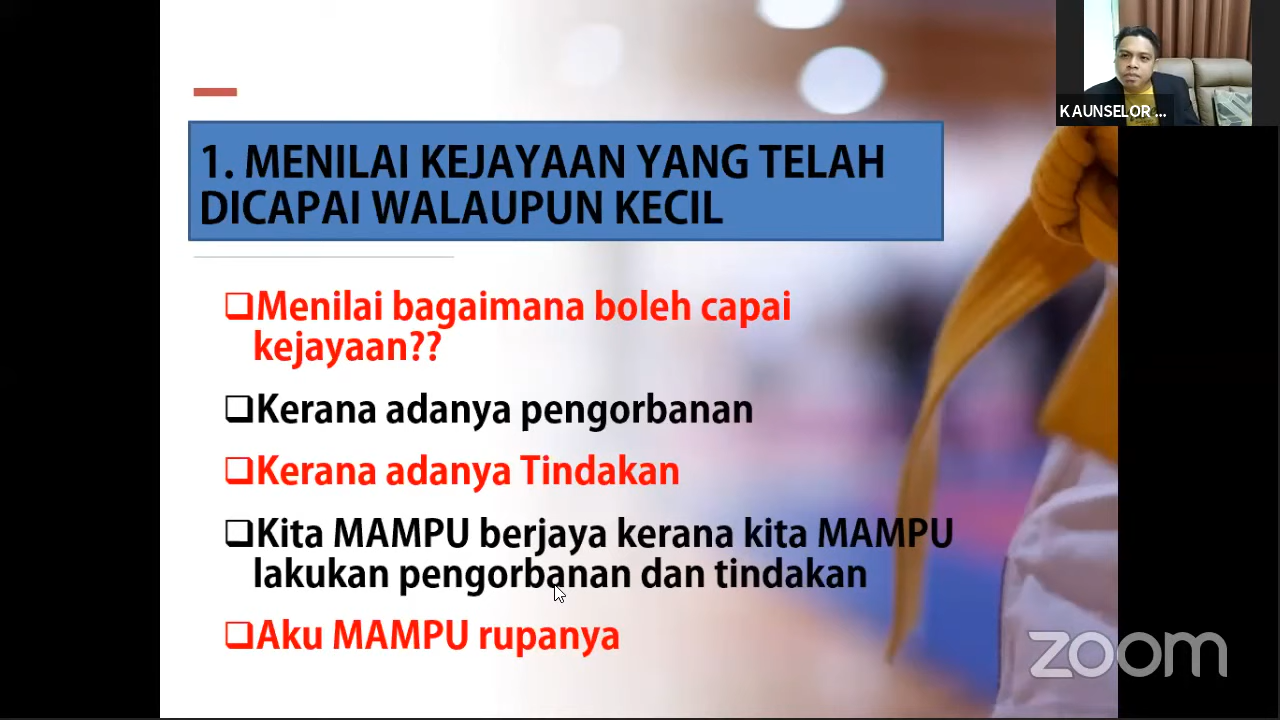 KAUNSELOR ...
1. MENILAI KEJAYAAN YANG TELAH
DICAPAI WALAUPUN KECIL
❑Menilai bagaimana boleh capai
kejayaan??
❑Kerana adanya pengorbanan
❑Kerana adanya Tindakan
❑Kita MAMPU berjaya kerana kita MAMPU
lakukan pengorbanan dan tindakan
❑Aku MAMPU rupanya
zoom